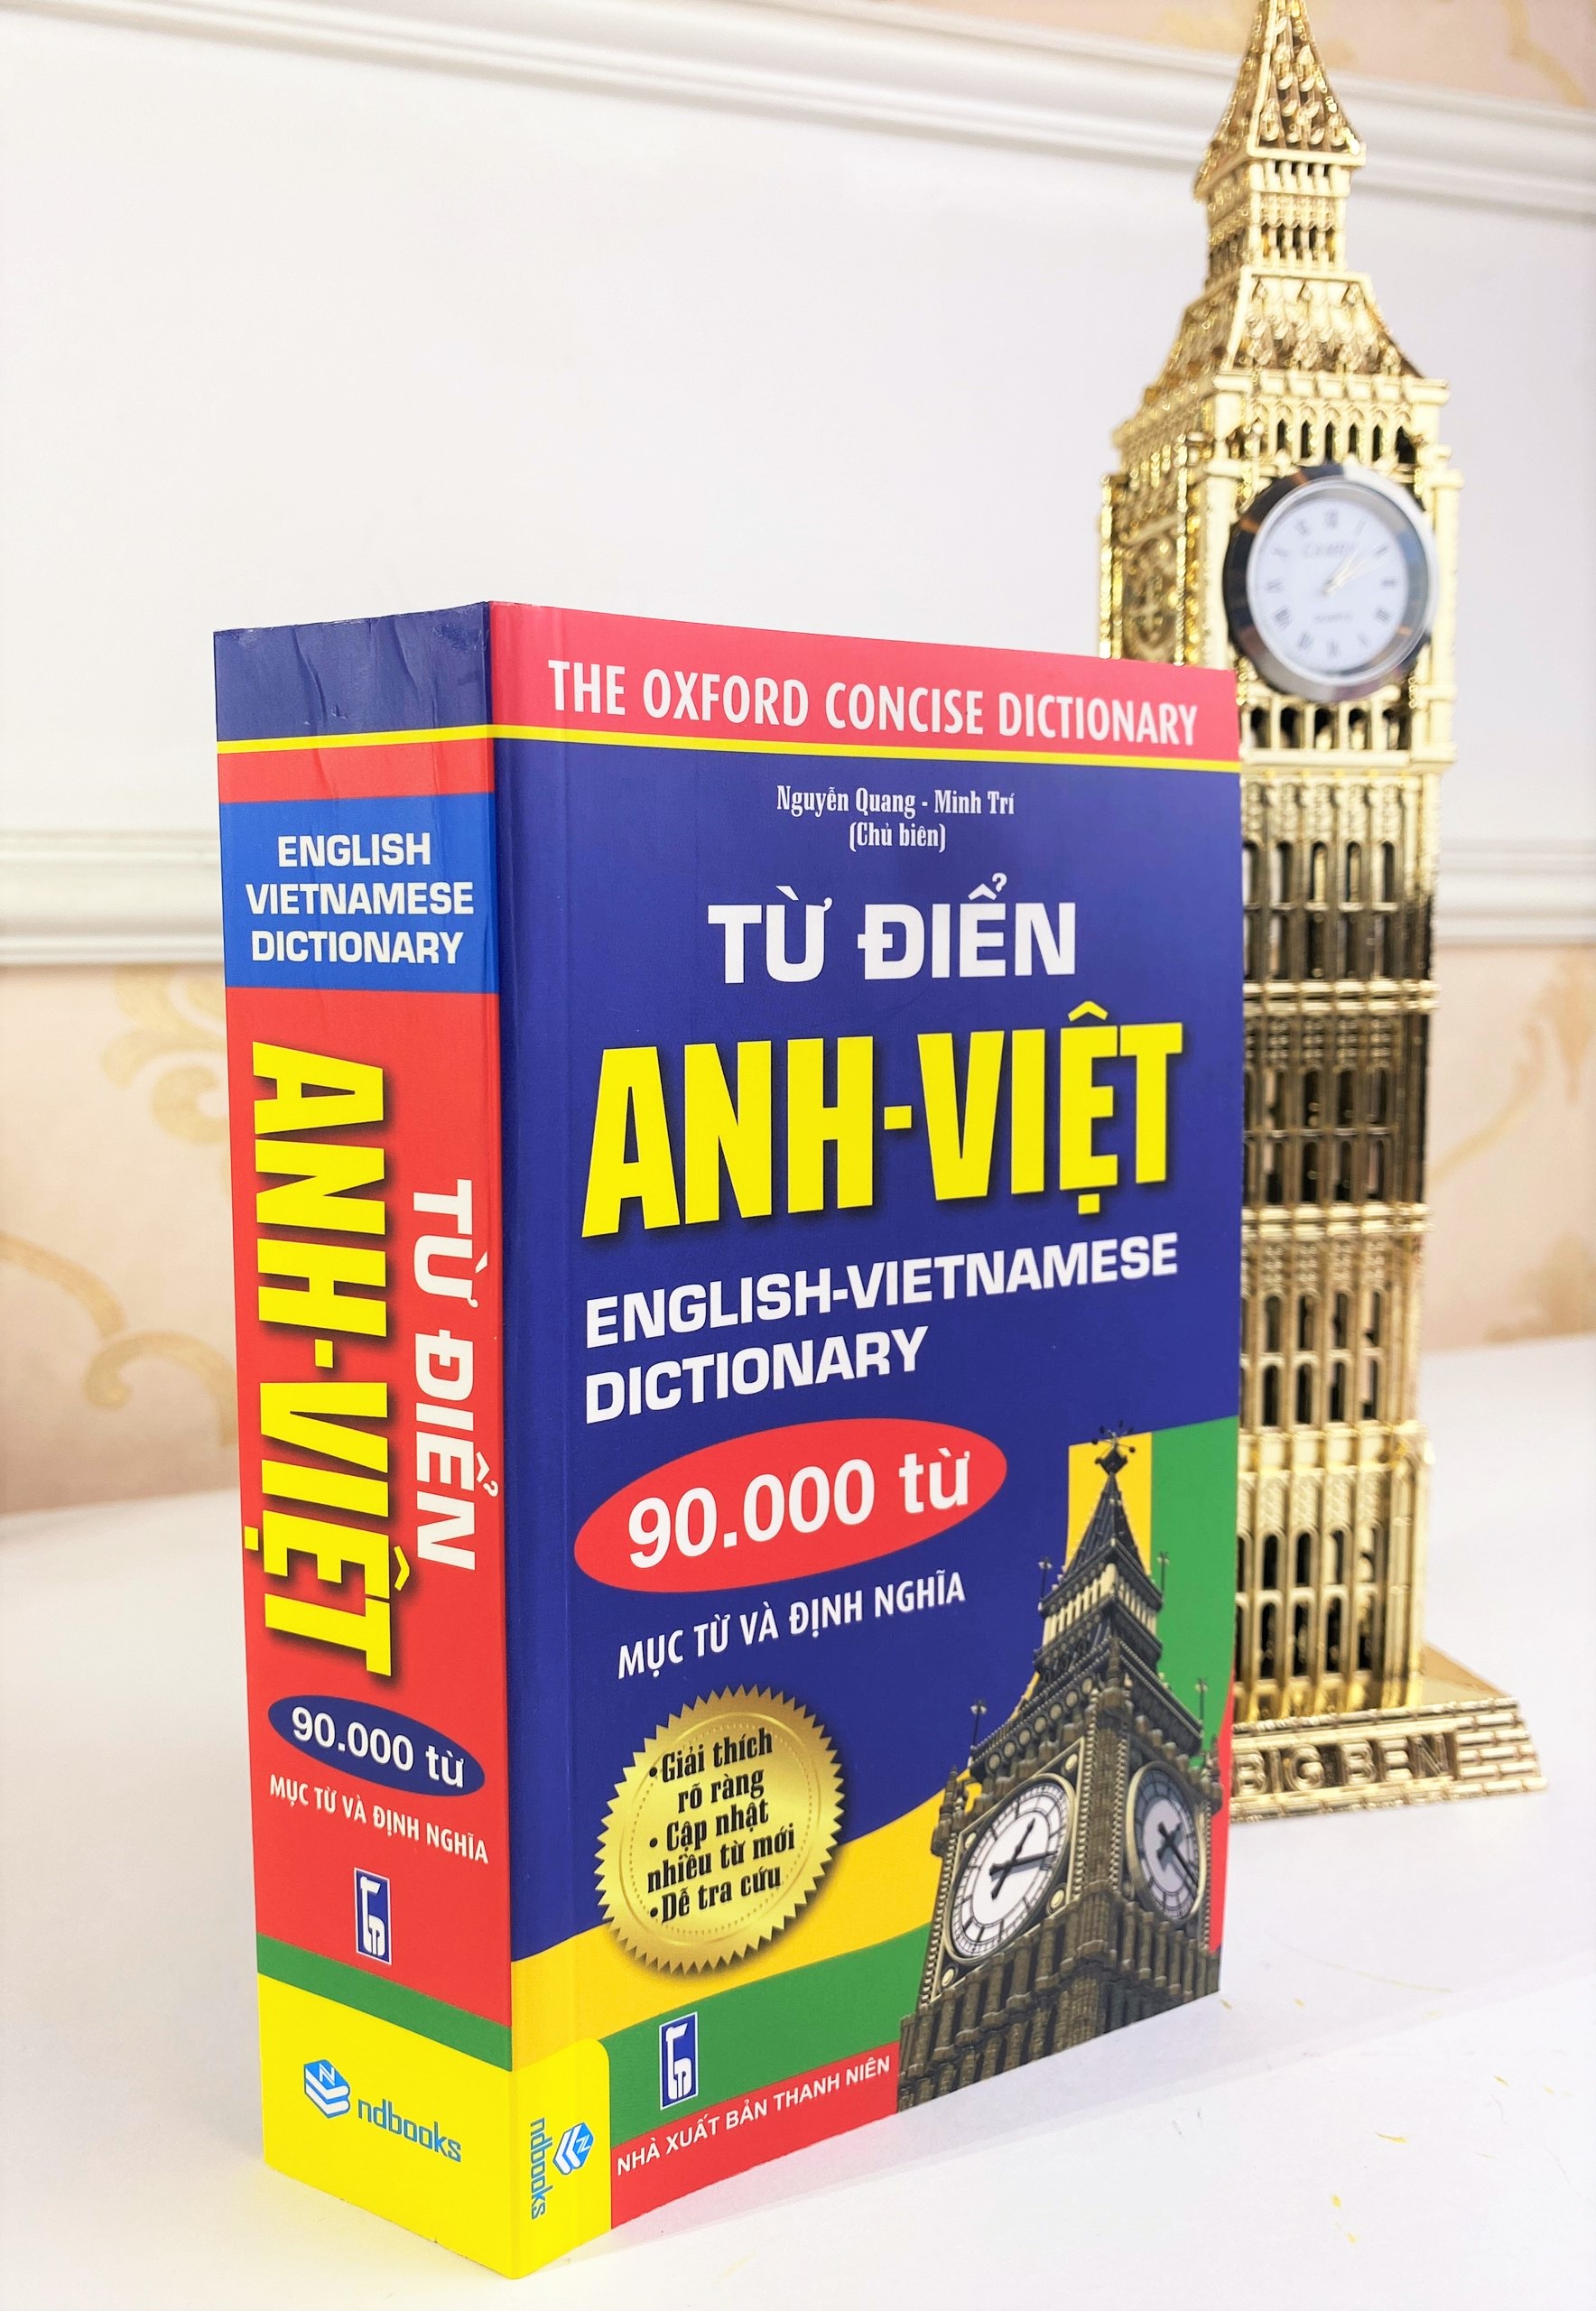 THE OXFORD CONCISE DICTIONARY
Nguyễn Quang - Minh Trí
(Chủ biên)
TỪ ĐIỂN
ANH-VIỆT
ENGLISH-VIETNAMESE
DICTIONARY
90.000 từ
MỤC TỪ VÀ ĐỊNH NGHĨA
•Giải thích
rõ ràng
• Cập nhật
nhiều từ mới
•Dễ tra cứu
NHÀ XUẤT BẢN THANH NIÊN
ndbooks
ENGLISH
VIETNAMESE
DICTIONARY
TỪ ĐIỂN
ANH-VIỆT
90.000 từ
MỤC TỪ VÀ ĐỊNH NGHĨA
ndbooks
BIG BEN